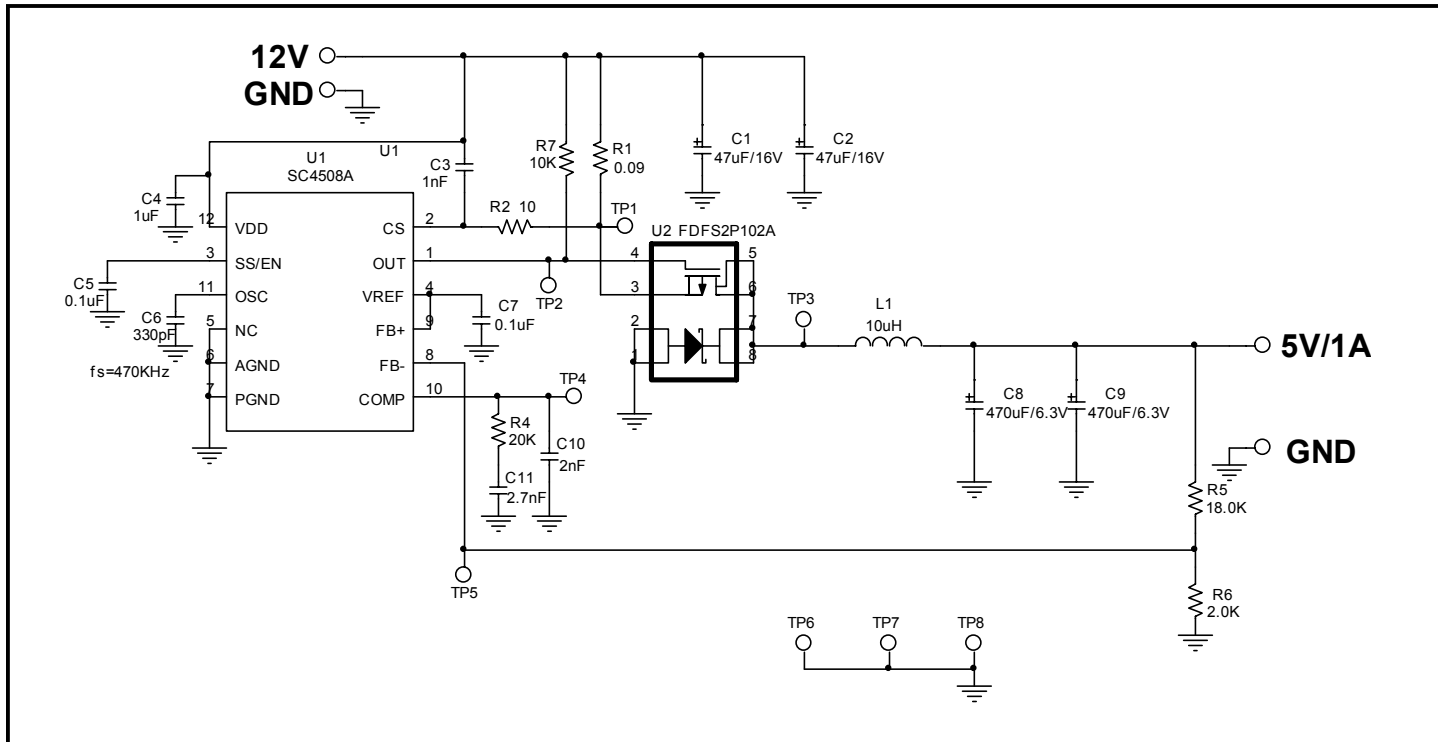 12V
GND
U1
U1
SC4508A
C3
1nF
R7
10K
R1
0.09
C1
47uF/16V
C2
47uF/16V
C4
1uF
12
VDD
2
CS
R2 10
TP1
U2 FDFS2P102A
3
SS/EN
1
OUT
4
5
C5
0.1uF
11
OSC
4
VREF
TP2
3
6
C6
330pF
C7
0.1uF
5
NC
9
FB+
2
7
TP3
L1
10uH
fs=470KHz
6
AGND
8
FB-
1
8
5V/1A
7
PGND
10
COMP
TP4
C8
470uF/6.3V
C9
470uF/6.3V
R4
20K
C10
2nF
GND
C11
2.7nF
R5
18.0K
TP5
R6
2.0K
TP6
TP7
TP8